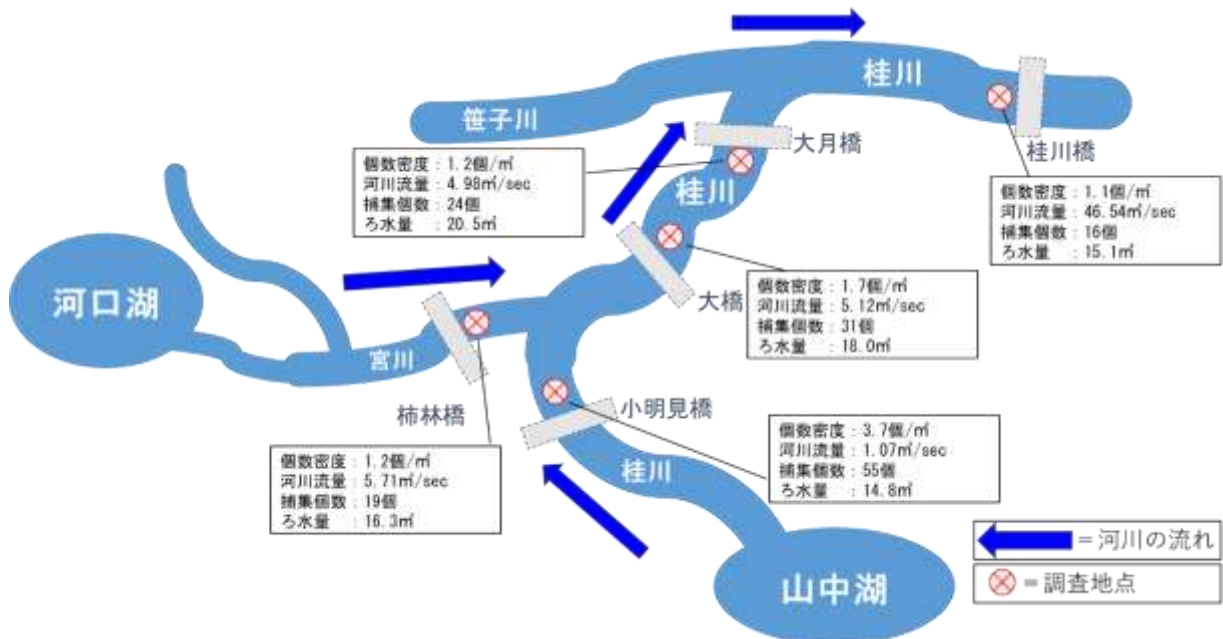 桂川
笹子川
大月橋
桂川橋
個数密度：1.2個/㎥
河川流量：4.98㎥/sec
捕集個数：24個
ろ水量　：20.5㎥
桂川
個数密度：1.1個/㎥
河川流量：46.54㎥/sec
捕集個数：16個
ろ水量　：15.1㎥
河口湖
大橋
個数密度：1.7個/㎥
河川流量：5.12㎥/sec
捕集個数：31個
ろ水量　：18.0㎥
宮川
柿林橋
小明見橋
個数密度：3.7個/㎥
河川流量：1.07㎥/sec
捕集個数：55個
ろ水量　：14.8㎥
個数密度：1.2個/㎥
河川流量：5.71㎥/sec
捕集個数：19個
ろ水量　：16.3㎥
桂川
山中湖
＝河川の流れ
＝調査地点